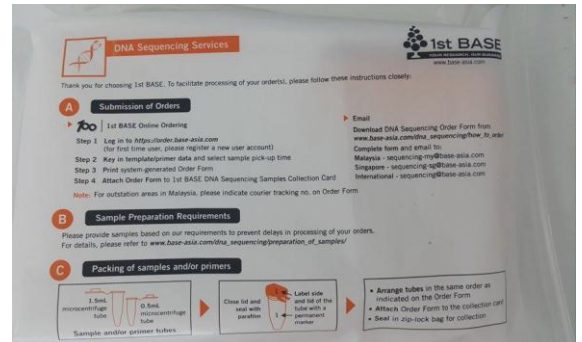 DNA Sequencing Services
1st BASE
YOUR RESEARCH, OUR BUSINESS
www.base-asia.com
Thank you for choosing 1st BASE. To facilitate processing of your order(s), please follow these instructions closely:
A Submission of Orders
1st BASE Online Ordering
Step 1 Log in to https://order.base-asia.com
(for first time user, please register a new user account)
Step 2 Key in template/primer data and select sample pick-up time
Step 3 Print system-generated Order Form
Step 4 Attach Order Form to 1st BASE DNA Sequencing Samples Collection Card
Note: For outstation areas in Malaysia, please indicate courier tracking no. on Order Form
Email
Download DNA Sequencing Order Form from
www.base-asia.com/dna_sequencing/how_to_order
Complete form and email to:
Malaysia - sequencing-my@base-asia.com
Singapore - sequencing-sg@base-asia.com
International - sequencing@base-asia.com
B Sample Preparation Requirements
Please provide samples based on our requirements to prevent delays in processing of your orders.
For details, please refer to www.base-asia.com/dna_sequencing/preparation_of_samples/
C Packing of samples and/or primers
1.5mL
microcentrifuge
tube
0.5mL
microcentrifuge
tube
Sample and/or primer tubes
Close lid and
seal with
parafilm
1
1
Label side
and lid of the
tube with a
permanent
marker
• Arrange tubes in the same order as
indicated on the Order Form
• Attach Order Form to the collection card
• Seal in zip-lock bag for collection